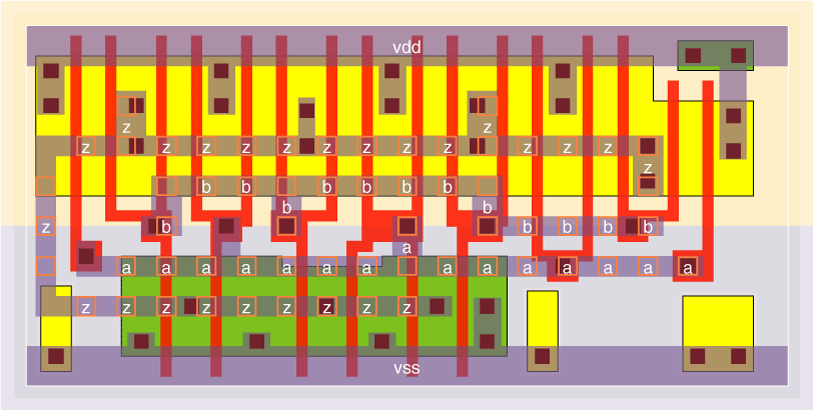 vdd
z z
z z z z z z z z z z z z
z
b b b b b b
b b
z b b b b b
a
a a a a a a a a a a a a a a
z z z z z z z z z
vss